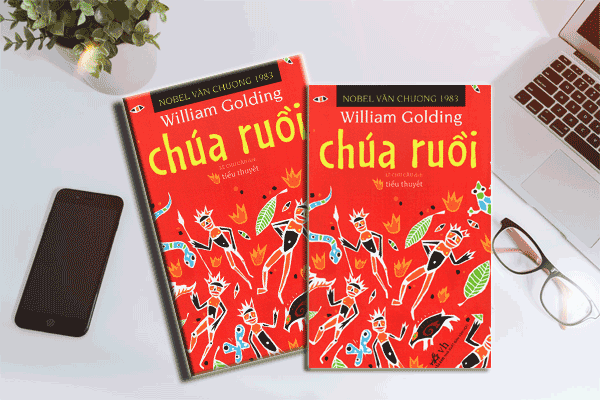 NOBEL VĂN CHƯƠNG 1983
William Golding
chúa ruồi
tiểu thuyết
NOBEL VĂN CHƯƠNG 1983
William Golding
chúa ruồi
tiểu thuyết